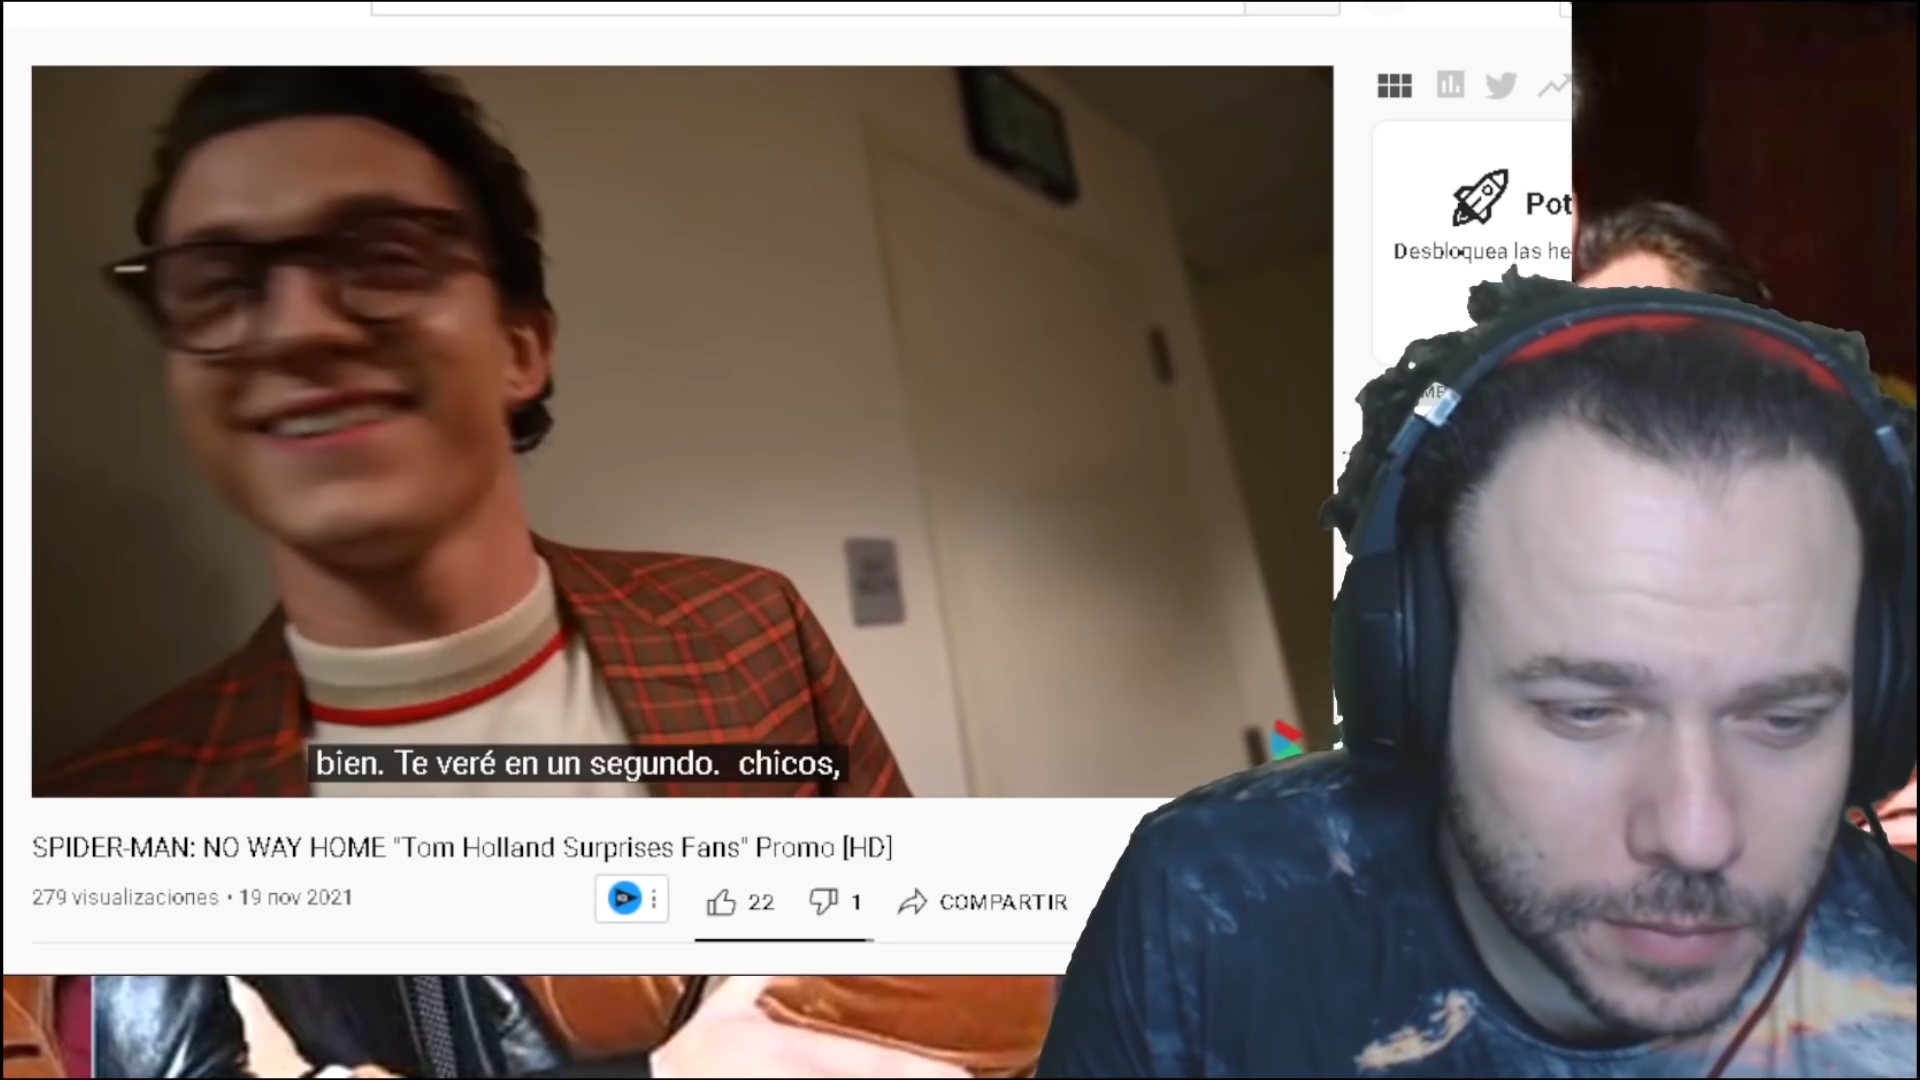 Pot
Desbloquea las he
bien. Te veré en un segundo. chicos,
SPIDER-MAN: NO WAY HOME "Tom Holland Surprises Fans" Promo [HD]
279 visualizaciones • 19 nov 2021
22
1
COMPARTIR